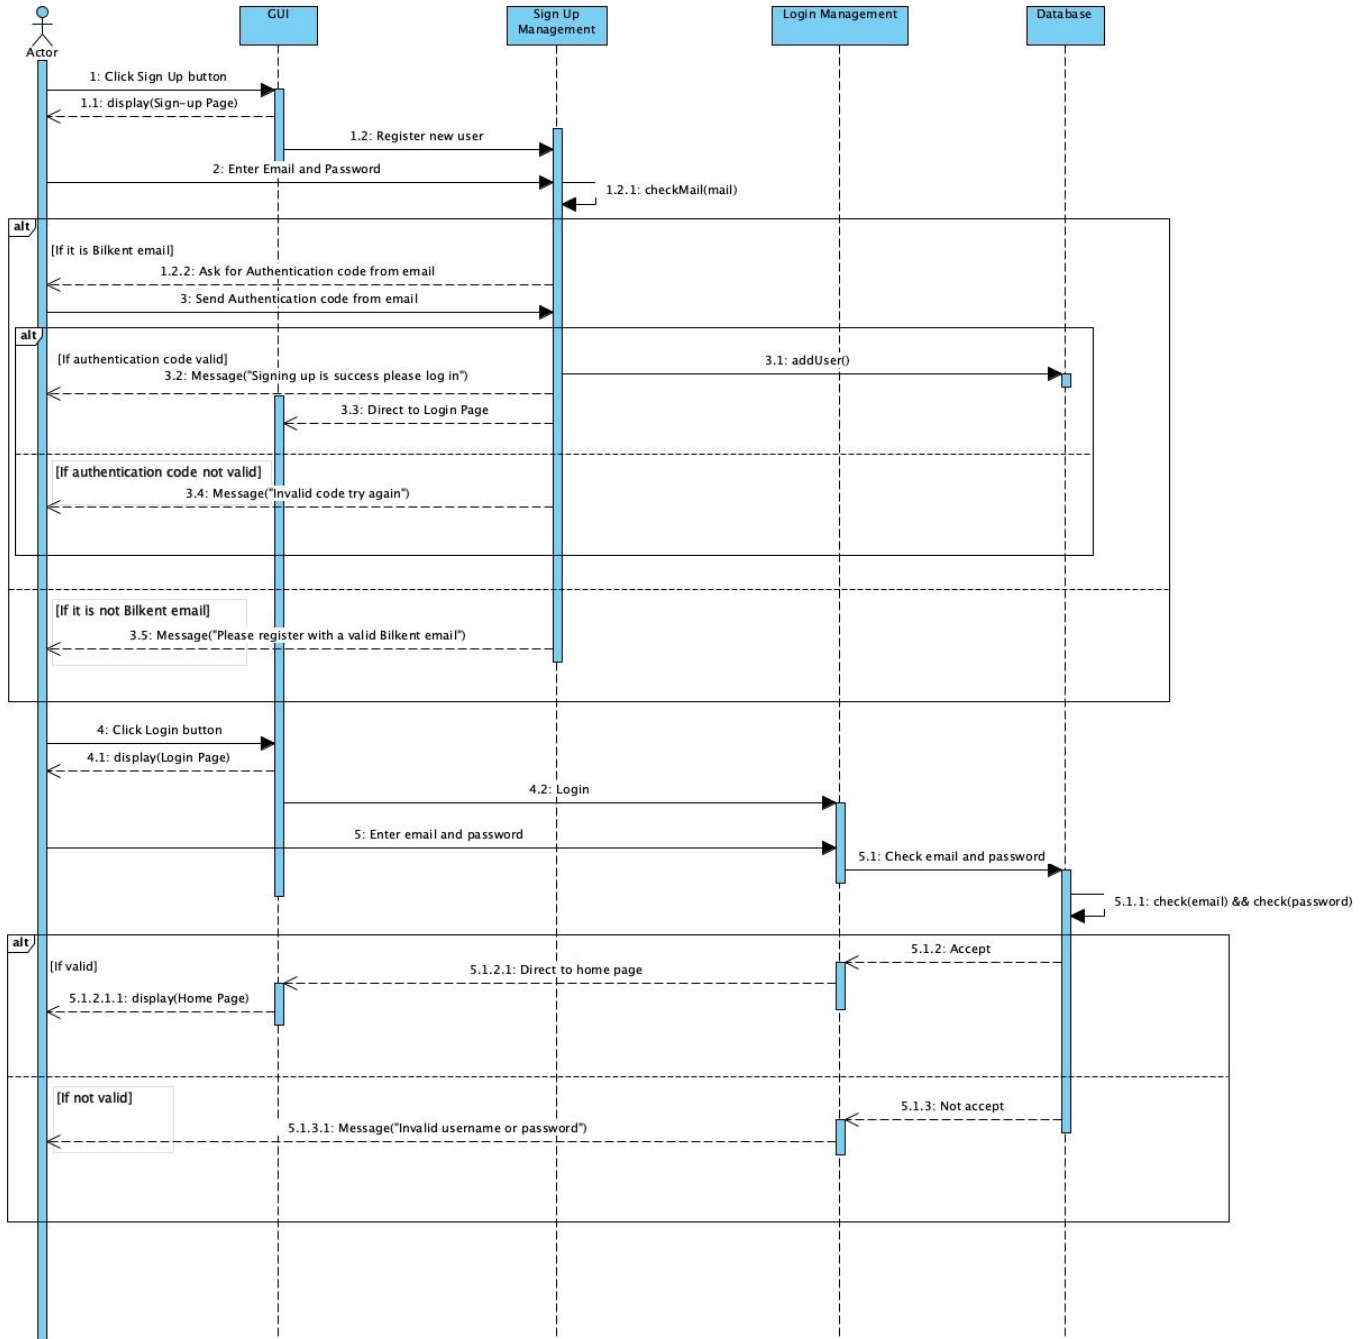 Actor
GUI
Sign Up
Management
Login Management
Database
1: Click Sign Up button
1.1: display(Sign-up Page)
1.2: Register new user
2: Enter Email and Password
1.2.1: checkMail(mail)
alt
[If it is Bilkent email]
1.2.2: Ask for Authentication code from email
3: Send Authentication code from email
alt
[If authentication code valid]
3.1: addUser()
3.2: Message("Signing up is success please log in")
3.3: Direct to Login Page
[If authentication code not valid]
3.4: Message("Invalid code try again")
[If it is not Bilkent email]
3.5: Message("Please register with a valid Bilkent email")
4: Click Login button
4.1: display(Login Page)
4.2: Login
5: Enter email and password
5.1: Check email and password
5.1.1: check(email) && check(password)
alt
5.1.2: Accept
[If valid]
5.1.2.1: Direct to home page
5.1.2.1.1: display(Home Page)
[If not valid]
5.1.3: Not accept
5.1.3.1: Message("Invalid username or password")